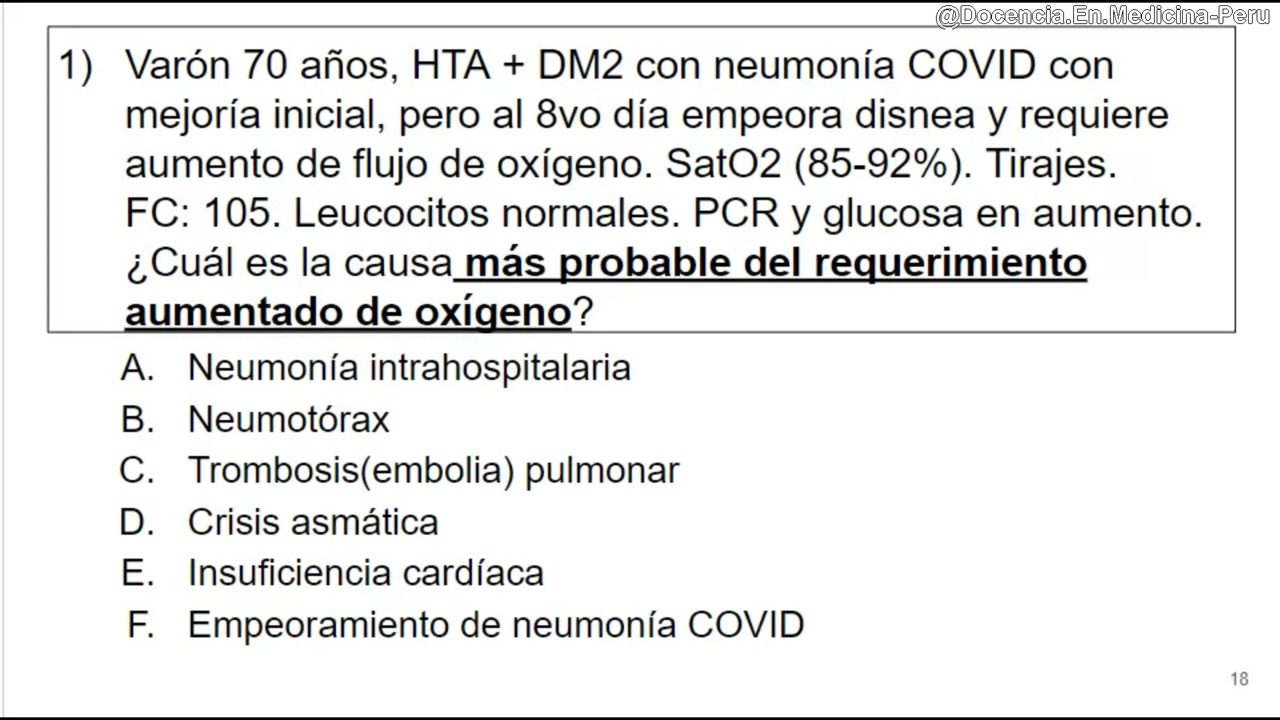 @Docencia.En.Medicina-Peru
1) Varón 70 años, HTA + DM2 con neumonía COVID con
mejoría inicial, pero al 8vo día empeora disnea y requiere
aumento de flujo de oxígeno. SatO2 (85-92%). Tirajes.
FC: 105. Leucocitos normales. PCR y glucosa en aumento.
¿Cuál es la causa más probable del requerimiento
aumentado de oxígeno?
A. Neumonía intrahospitalaria
B. Neumotórax
C. Trombosis(embolia) pulmonar
D. Crisis asmática
E. Insuficiencia cardíaca
F. Empeoramiento de neumonía COVID
18